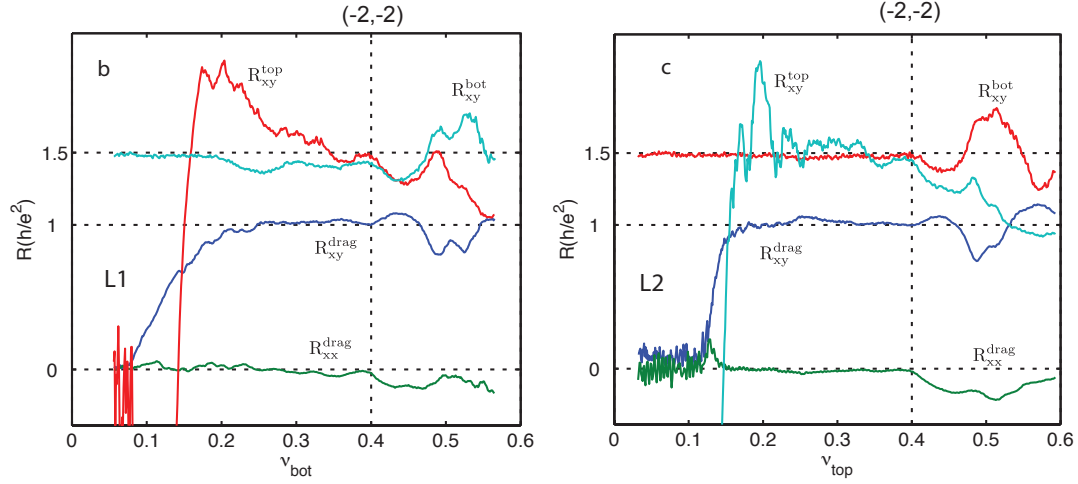 (-2,-2)
b
R_xy^top
R_xy^bot
1.5
1
R(h/e²)
R_xy^drag
L1
R_xx^drag
0
0 0.1 0.2 0.3 0.4 0.5 0.6
ν_bot
(-2,-2)
c
R_xy^top
R_xy^bot
1.5
1
R(h/e²)
R_xy^drag
L2
R_xx^drag
0
0 0.1 0.2 0.3 0.4 0.5 0.6
ν_top